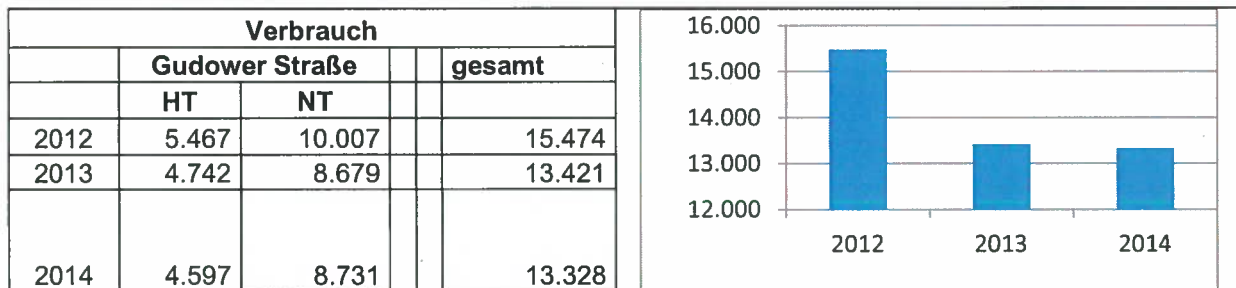 Verbrauch
Gudower Straße gesamt
HT NT
2012 5.467 10.007 15.474
2013 4.742 8.679 13.421
2014 4.597 8.731 13.328
16.000
15.000
14.000
13.000
12.000
2012 2013 2014